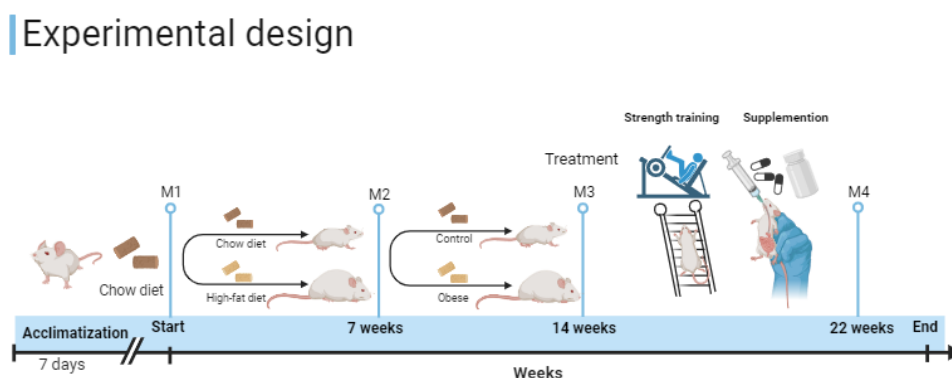 Experimental design
Strength training
Supplemention
Treatment
M1
M2
M3
M4
Chow diet
Chow diet
High-fat diet
Control
Obese
Acclimatization
Start
7 weeks
14 weeks
22 weeks
End
7 days
Weeks